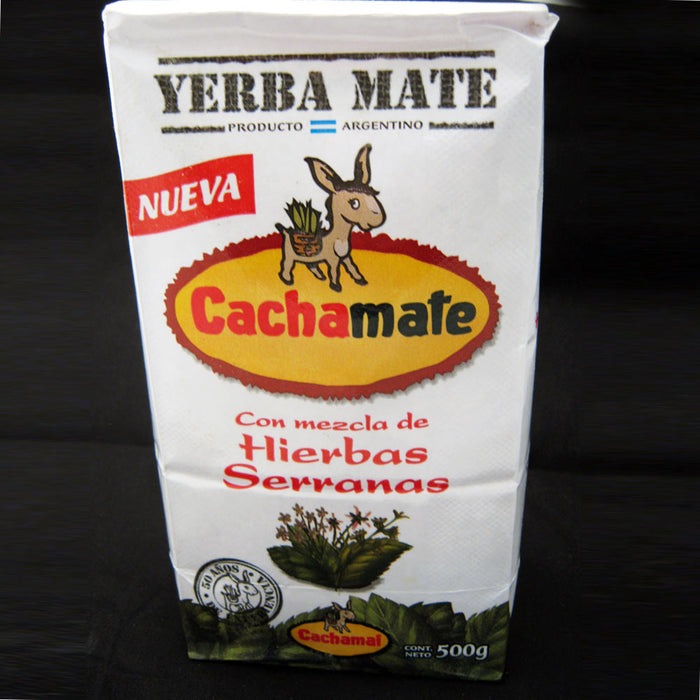 YERBA MATE
PRODUCTO ARGENTINO
NUEVA
Cachamate
Con mezcla de
Hierbas
Serranas
50 AÑOS
Cachamai
CONT. NETO 500g